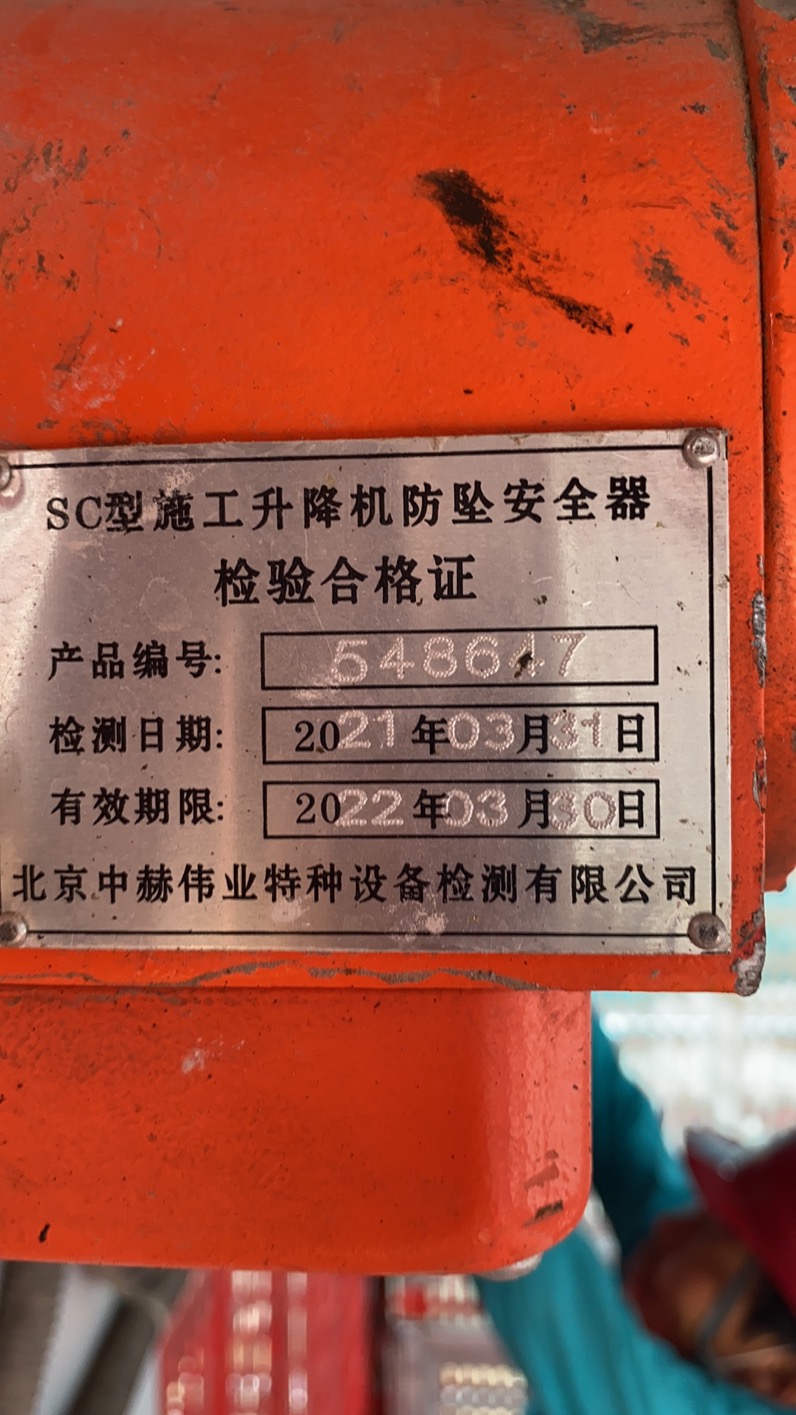 SC型施工升降机防坠安全器
检验合格证
产品编号: 548647
检测日期: 2021年03月31日
有效期限: 2022年03月30日
北京中赫伟业特种设备检测有限公司